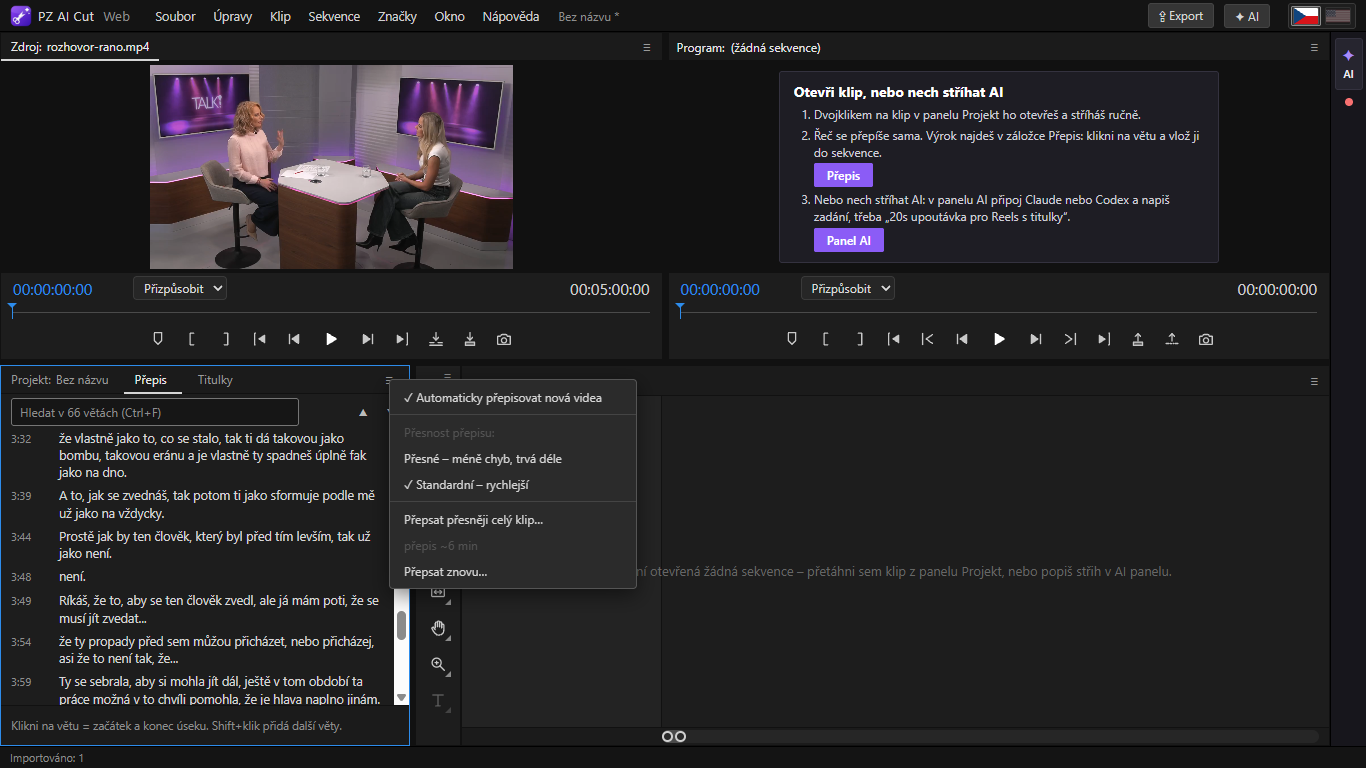 PZ AI Cut Web
Soubor Úpravy Klip Sekvence Značky Okno Nápověda Bez názvu *
Export
AI
Zdroj: rozhovor-rano.mp4
TALK?
00:00:00:00
Přizpůsobit
00:05:00:00
Program: (žádná sekvence)
Otevři klip, nebo nech stříhat AI
1. Dvojklikem na klip v panelu Projekt ho otevřeš a stříháš ručně.
2. Řeč se přepíše sama. Výrok najdeš v záložce Přepis: klikni na větu a vlož ji
do sekvence.
Přepis
3. Nebo nech stříhat AI: v panelu AI připoj Claude nebo Codex a napiš
zadání, třeba „20s upoutávka pro Reels s titulky“.
Panel AI
00:00:00:00
Přizpůsobit
00:00:00:00
AI
Projekt: Bez názvu Přepis Titulky
Hledat v 66 větách (Ctrl+F)
3:32 že vlastně jako to, co se stalo, tak ti dá takovou jako
bombu, takovou eránu a je vlastně ty spadneš úplně fak
jako na dno.
3:39 A to, jak se zvednáš, tak potom ti jako sformuje podle mě
už jako na vždycky.
3:44 Prostě jak by ten člověk, který byl před tím levším, tak už
jako není.
3:48 není.
3:49 Ríkáš, že to, aby se ten člověk zvedl, ale já mám poti, že se
musí jít zvedat...
3:54 že ty propady před sem můžou přicházet, nebo přicházej,
asi že to není tak, že...
3:59 Ty se sebrala, aby si mohla jít dál, ještě v tom období ta
práce možná v to chvíli pomohla, že je hlava naplno jinám.
Klikni na větu = začátek a konec úseku. Shift+klik přidá další věty.
✓ Automaticky přepisovat nová videa
Přesnost přepisu:
Přesné – méně chyb, trvá déle
✓ Standardní – rychlejší
Přepsat přesněji celý klip...
přepis ~6 min
Přepsat znovu...
ní otevřená žádná sekvence – přetáhni sem klip z panelu Projekt, nebo popiš střih v AI panelu.
Importováno: 1